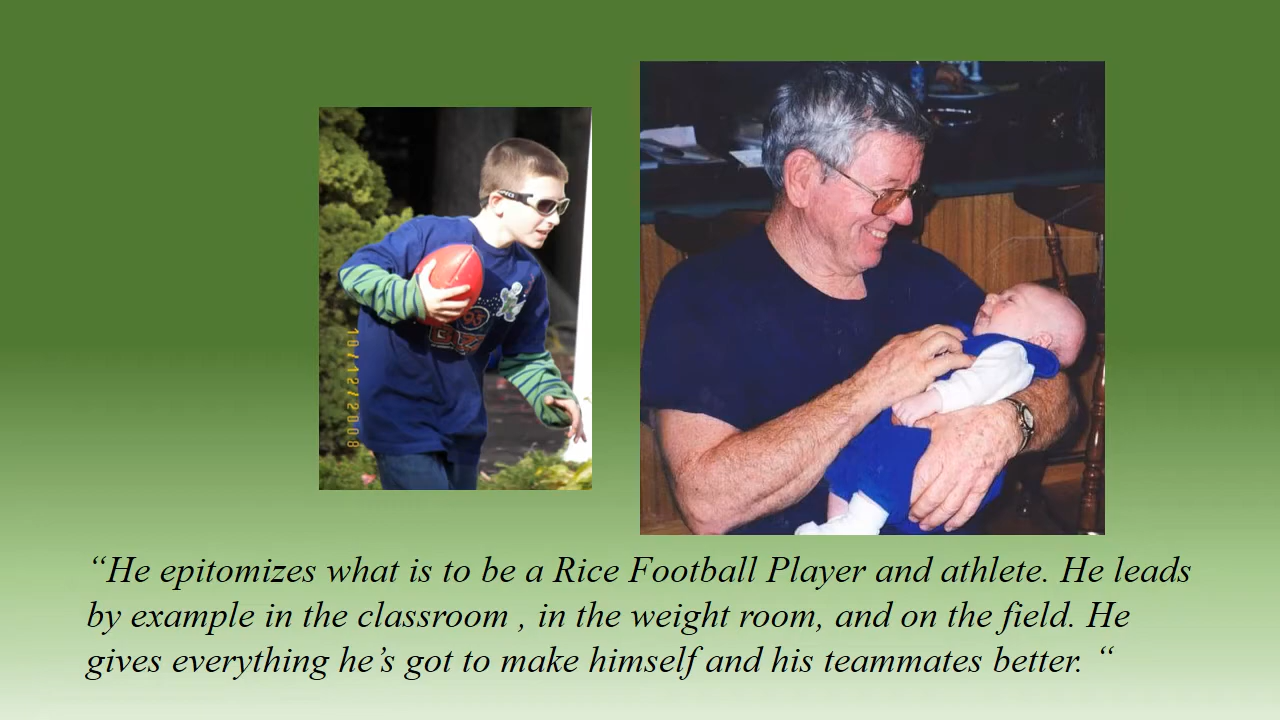 10/12/2008
“He epitomizes what is to be a Rice Football Player and athlete. He leads
by example in the classroom , in the weight room, and on the field. He
gives everything he’s got to make himself and his teammates better. “